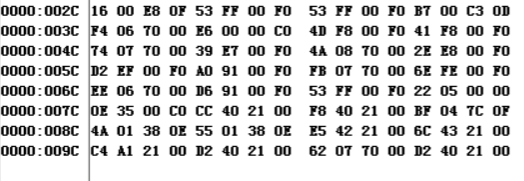 0000:002C 16 00 E8 0F 53 FF 00 F0 53 FF 00 F0 B7 00 C3 0D
0000:003C F4 06 70 00 E6 00 00 C0 4D F8 00 F0 41 F8 00 F0
0000:004C 74 07 70 00 39 E7 00 F0 4A 08 70 00 2E E8 00 F0
0000:005C D2 EF 00 F0 A0 91 00 F0 FB 07 70 00 6E FE 00 F0
0000:006C EE 06 70 00 D6 91 00 F0 53 FF 00 F0 22 05 00 00
0000:007C 0E 35 00 C0 CC 40 21 00 F8 40 21 00 BF 04 7C 0F
0000:008C 4A 01 38 0E 55 01 38 0E E5 42 21 00 6C 43 21 00
0000:009C C4 A1 21 00 D2 40 21 00 62 07 70 00 D2 40 21 00